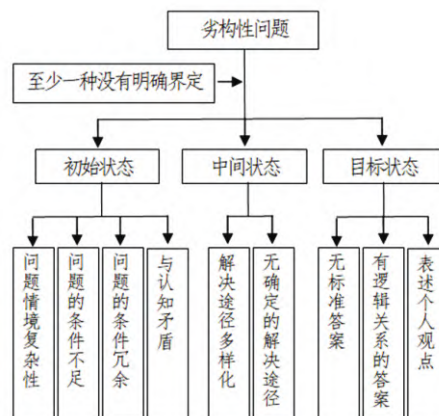 劣构性问题
至少一种没有明确界定
初始状态
中间状态
目标状态
问题情境复杂性
问题的条件不足
问题的条件冗余
与认知矛盾
解决途径多样化
无确定的解决途径
无标准答案
有逻辑关系的答案
表述个人观点